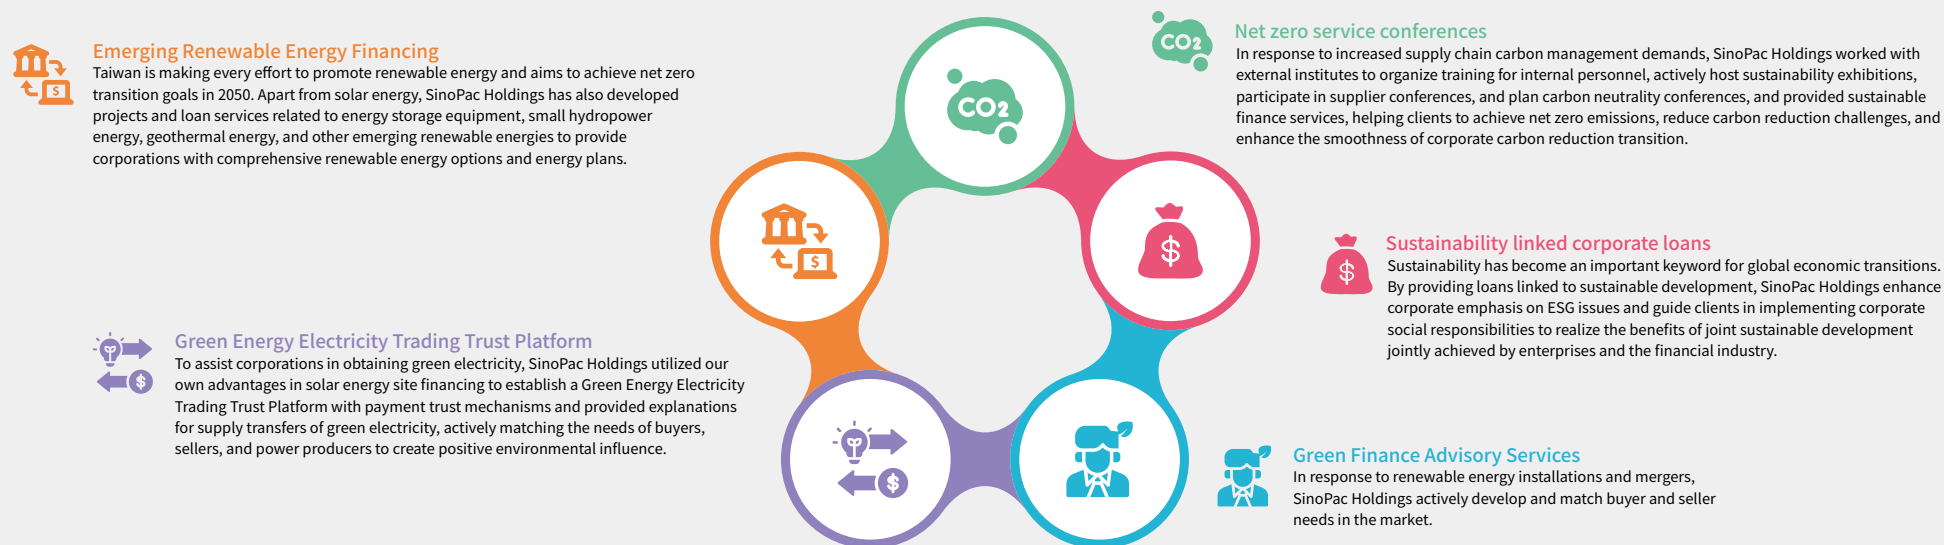 Emerging Renewable Energy Financing
Taiwan is making every effort to promote renewable energy and aims to achieve net zero
transition goals in 2050. Apart from solar energy, SinoPac Holdings has also developed
projects and loan services related to energy storage equipment, small hydropower
energy, geothermal energy, and other emerging renewable energies to provide
corporations with comprehensive renewable energy options and energy plans.
Green Energy Electricity Trading Trust Platform
To assist corporations in obtaining green electricity, SinoPac Holdings utilized our
own advantages in solar energy site financing to establish a Green Energy Electricity
Trading Trust Platform with payment trust mechanisms and provided explanations
for supply transfers of green electricity, actively matching the needs of buyers,
sellers, and power producers to create positive environmental influence.
CO2
$
$
$
CO2
Net zero service conferences
In response to increased supply chain carbon management demands, SinoPac Holdings worked with
external institutes to organize training for internal personnel, actively host sustainability exhibitions,
participate in supplier conferences, and plan carbon neutrality conferences, and provided sustainable
finance services, helping clients to achieve net zero emissions, reduce carbon reduction challenges, and
enhance the smoothness of corporate carbon reduction transition.
$
Sustainability linked corporate loans
Sustainability has become an important keyword for global economic transitions.
By providing loans linked to sustainable development, SinoPac Holdings enhance
corporate emphasis on ESG issues and guide clients in implementing corporate
social responsibilities to realize the benefits of joint sustainable development
jointly achieved by enterprises and the financial industry.
Green Finance Advisory Services
In response to renewable energy installations and mergers,
SinoPac Holdings actively develop and match buyer and seller
needs in the market.
$
$